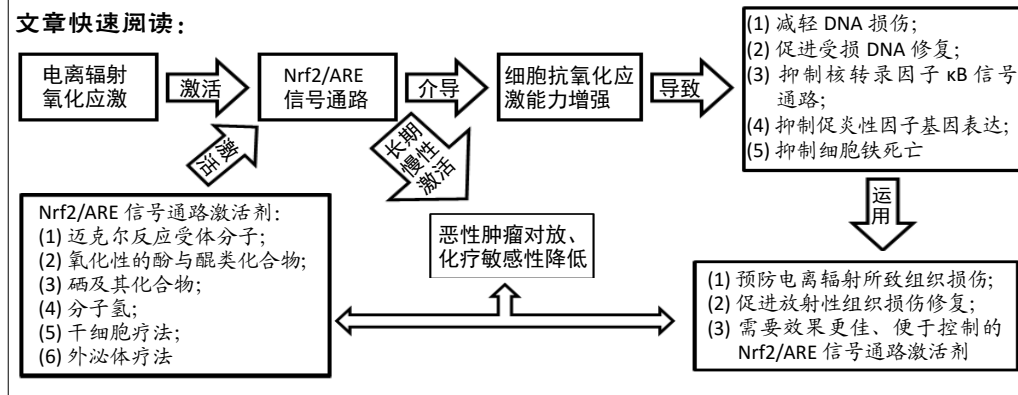 文章快速阅读：
电离辐射
氧化应激
激活
Nrf2/ARE
信号通路
介导
细胞抗氧化应
激能力增强
导致
(1) 减轻 DNA 损伤；
(2) 促进受损 DNA 修复；
(3) 抑制核转录因子 κB 信号
通路；
(4) 抑制促炎性因子基因表达；
(5) 抑制细胞铁死亡
激活
长期
慢性
激活
运用
Nrf2/ARE 信号通路激活剂：
(1) 迈克尔反应受体分子；
(2) 氧化性的酚与醌类化合物；
(3) 硒及其化合物；
(4) 分子氢；
(5) 干细胞疗法；
(6) 外泌体疗法
恶性肿瘤对放、
化疗敏感性降低
(1) 预防电离辐射所致组织损伤；
(2) 促进放射性组织损伤修复；
(3) 需要效果更佳、便于控制的
Nrf2/ARE 信号通路激活剂